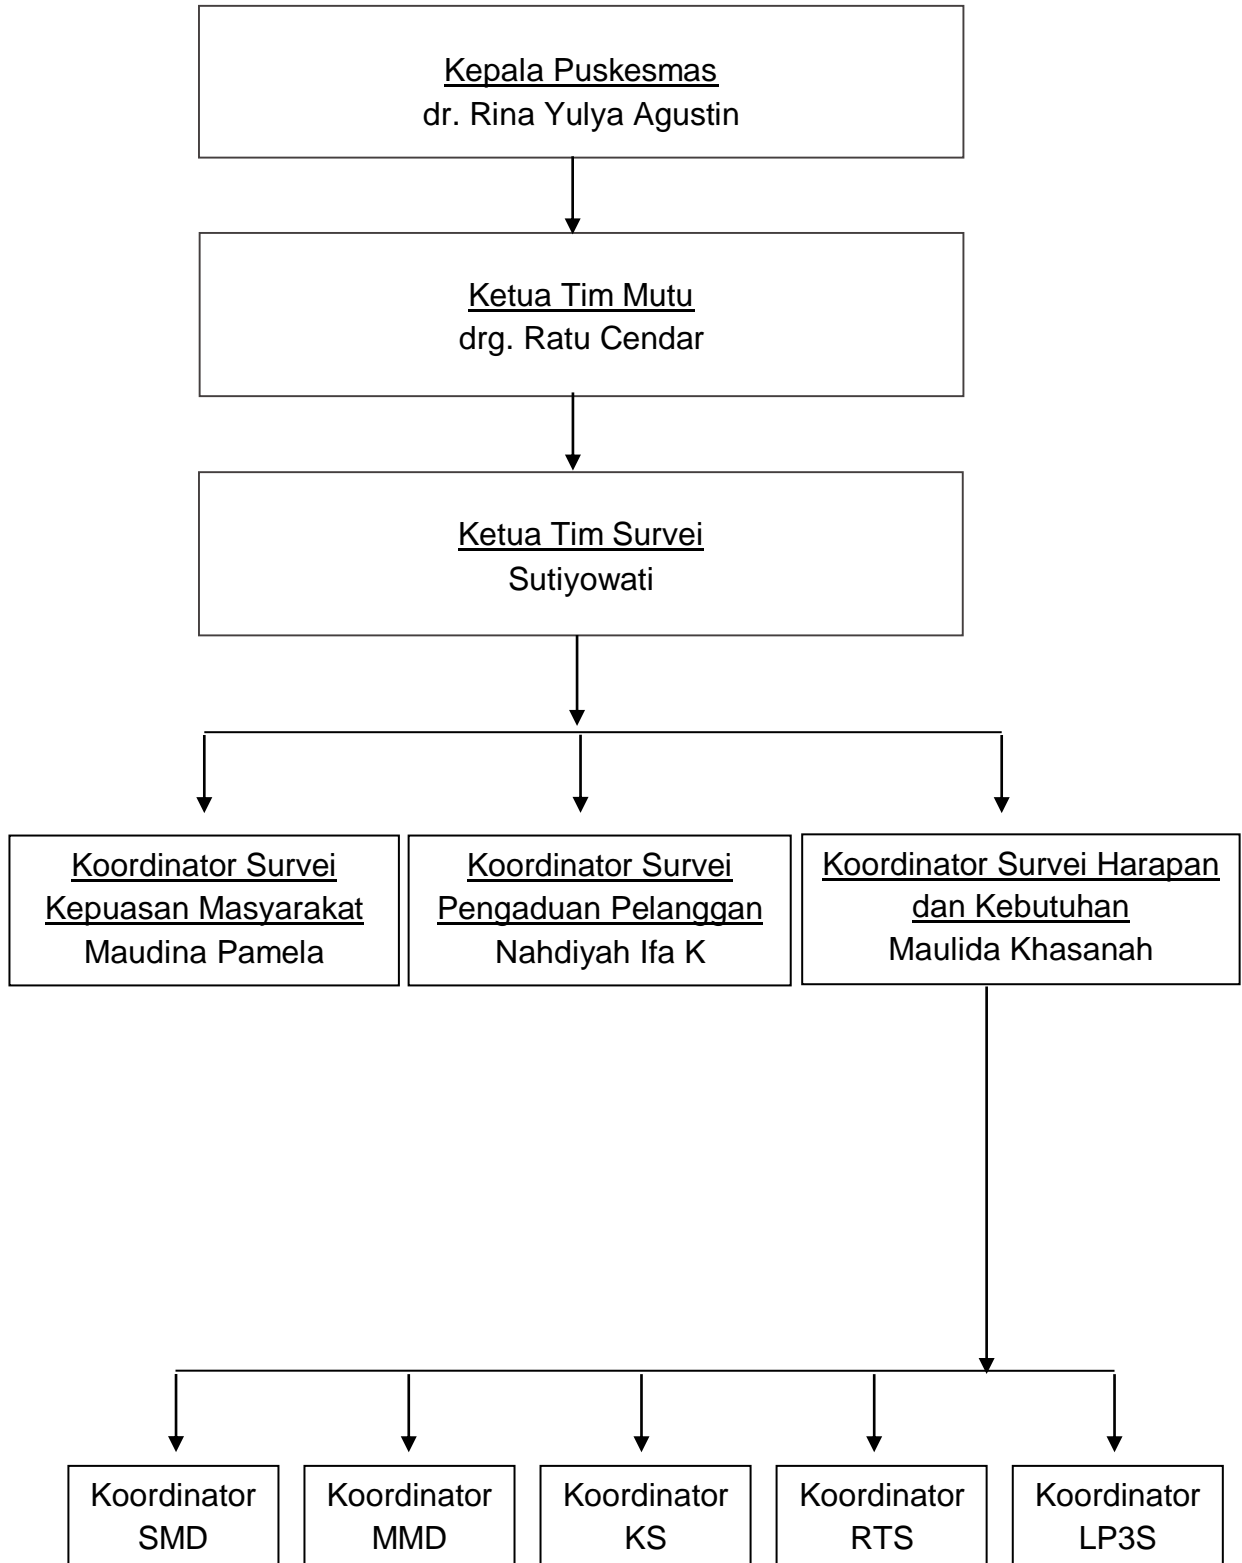 Kepala Puskesmas
dr. Rina Yulya Agustin
Ketua Tim Mutu
drg. Ratu Cendar
Ketua Tim Survei
Sutiyowati
Koordinator Survei
Kepuasan Masyarakat
Maudina Pamela
Koordinator Survei
Pengaduan Pelanggan
Nahdiyah Ifa K
Koordinator Survei Harapan
dan Kebutuhan
Maulida Khasanah
Koordinator
SMD
Koordinator
MMD
Koordinator
KS
Koordinator
RTS
Koordinator
LP3S